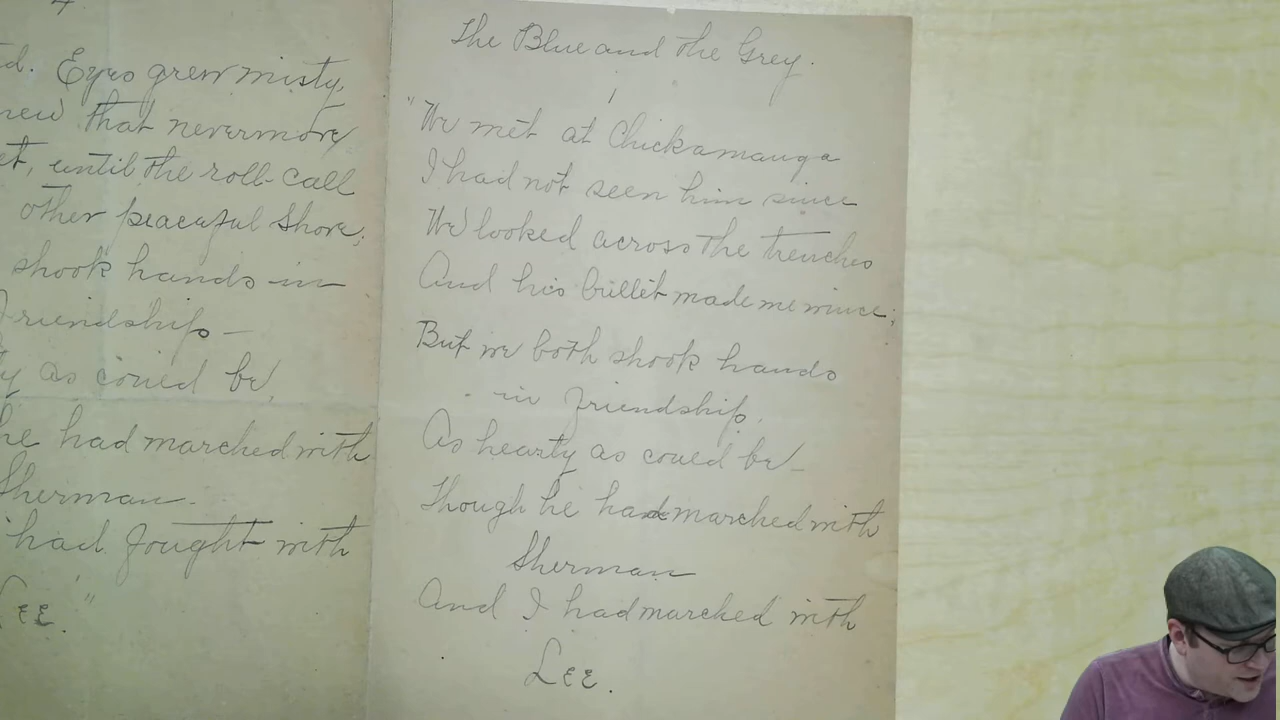 4
d. Eyes grew misty,
new that nevermore
et, until the roll-call
other peaceful shore;
shook hands in
Friendship —
ty as could be,
he had marched with
Sherman —
had fought with
Lee."
The Blue and the Grey.
1
"We met at Chickamauga
I had not seen him since
We looked across the trenches
And his bullet made me wince;
But we both shook hands
in friendship,
As hearty as could be —
Though he had marched with
Sherman
And I had marched with
Lee.